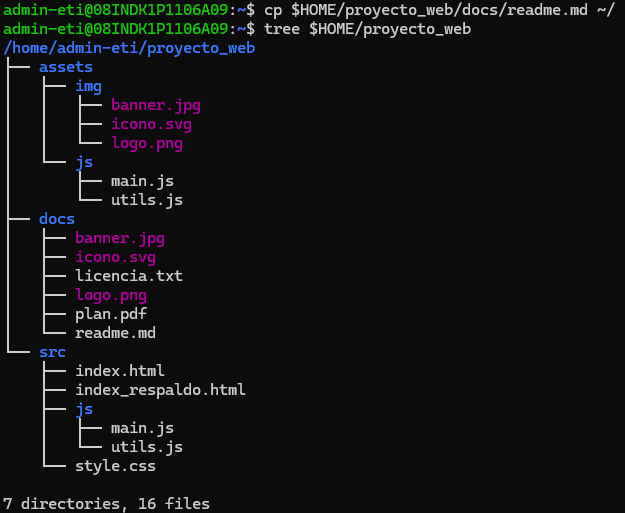 admin-eti@08INDK1P1106A09:~$ cp $HOME/proyecto_web/docs/readme.md ~/
admin-eti@08INDK1P1106A09:~$ tree $HOME/proyecto_web
/home/admin-eti/proyecto_web
├── assets
│   ├── img
│   │   ├── banner.jpg
│   │   ├── icono.svg
│   │   └── logo.png
│   └── js
│       ├── main.js
│       └── utils.js
├── docs
│   ├── banner.jpg
│   ├── icono.svg
│   ├── licencia.txt
│   ├── logo.png
│   ├── plan.pdf
│   └── readme.md
└── src
    ├── index.html
    ├── index_respaldo.html
    ├── js
    │   ├── main.js
    │   └── utils.js
    └── style.css
7 directories, 16 files